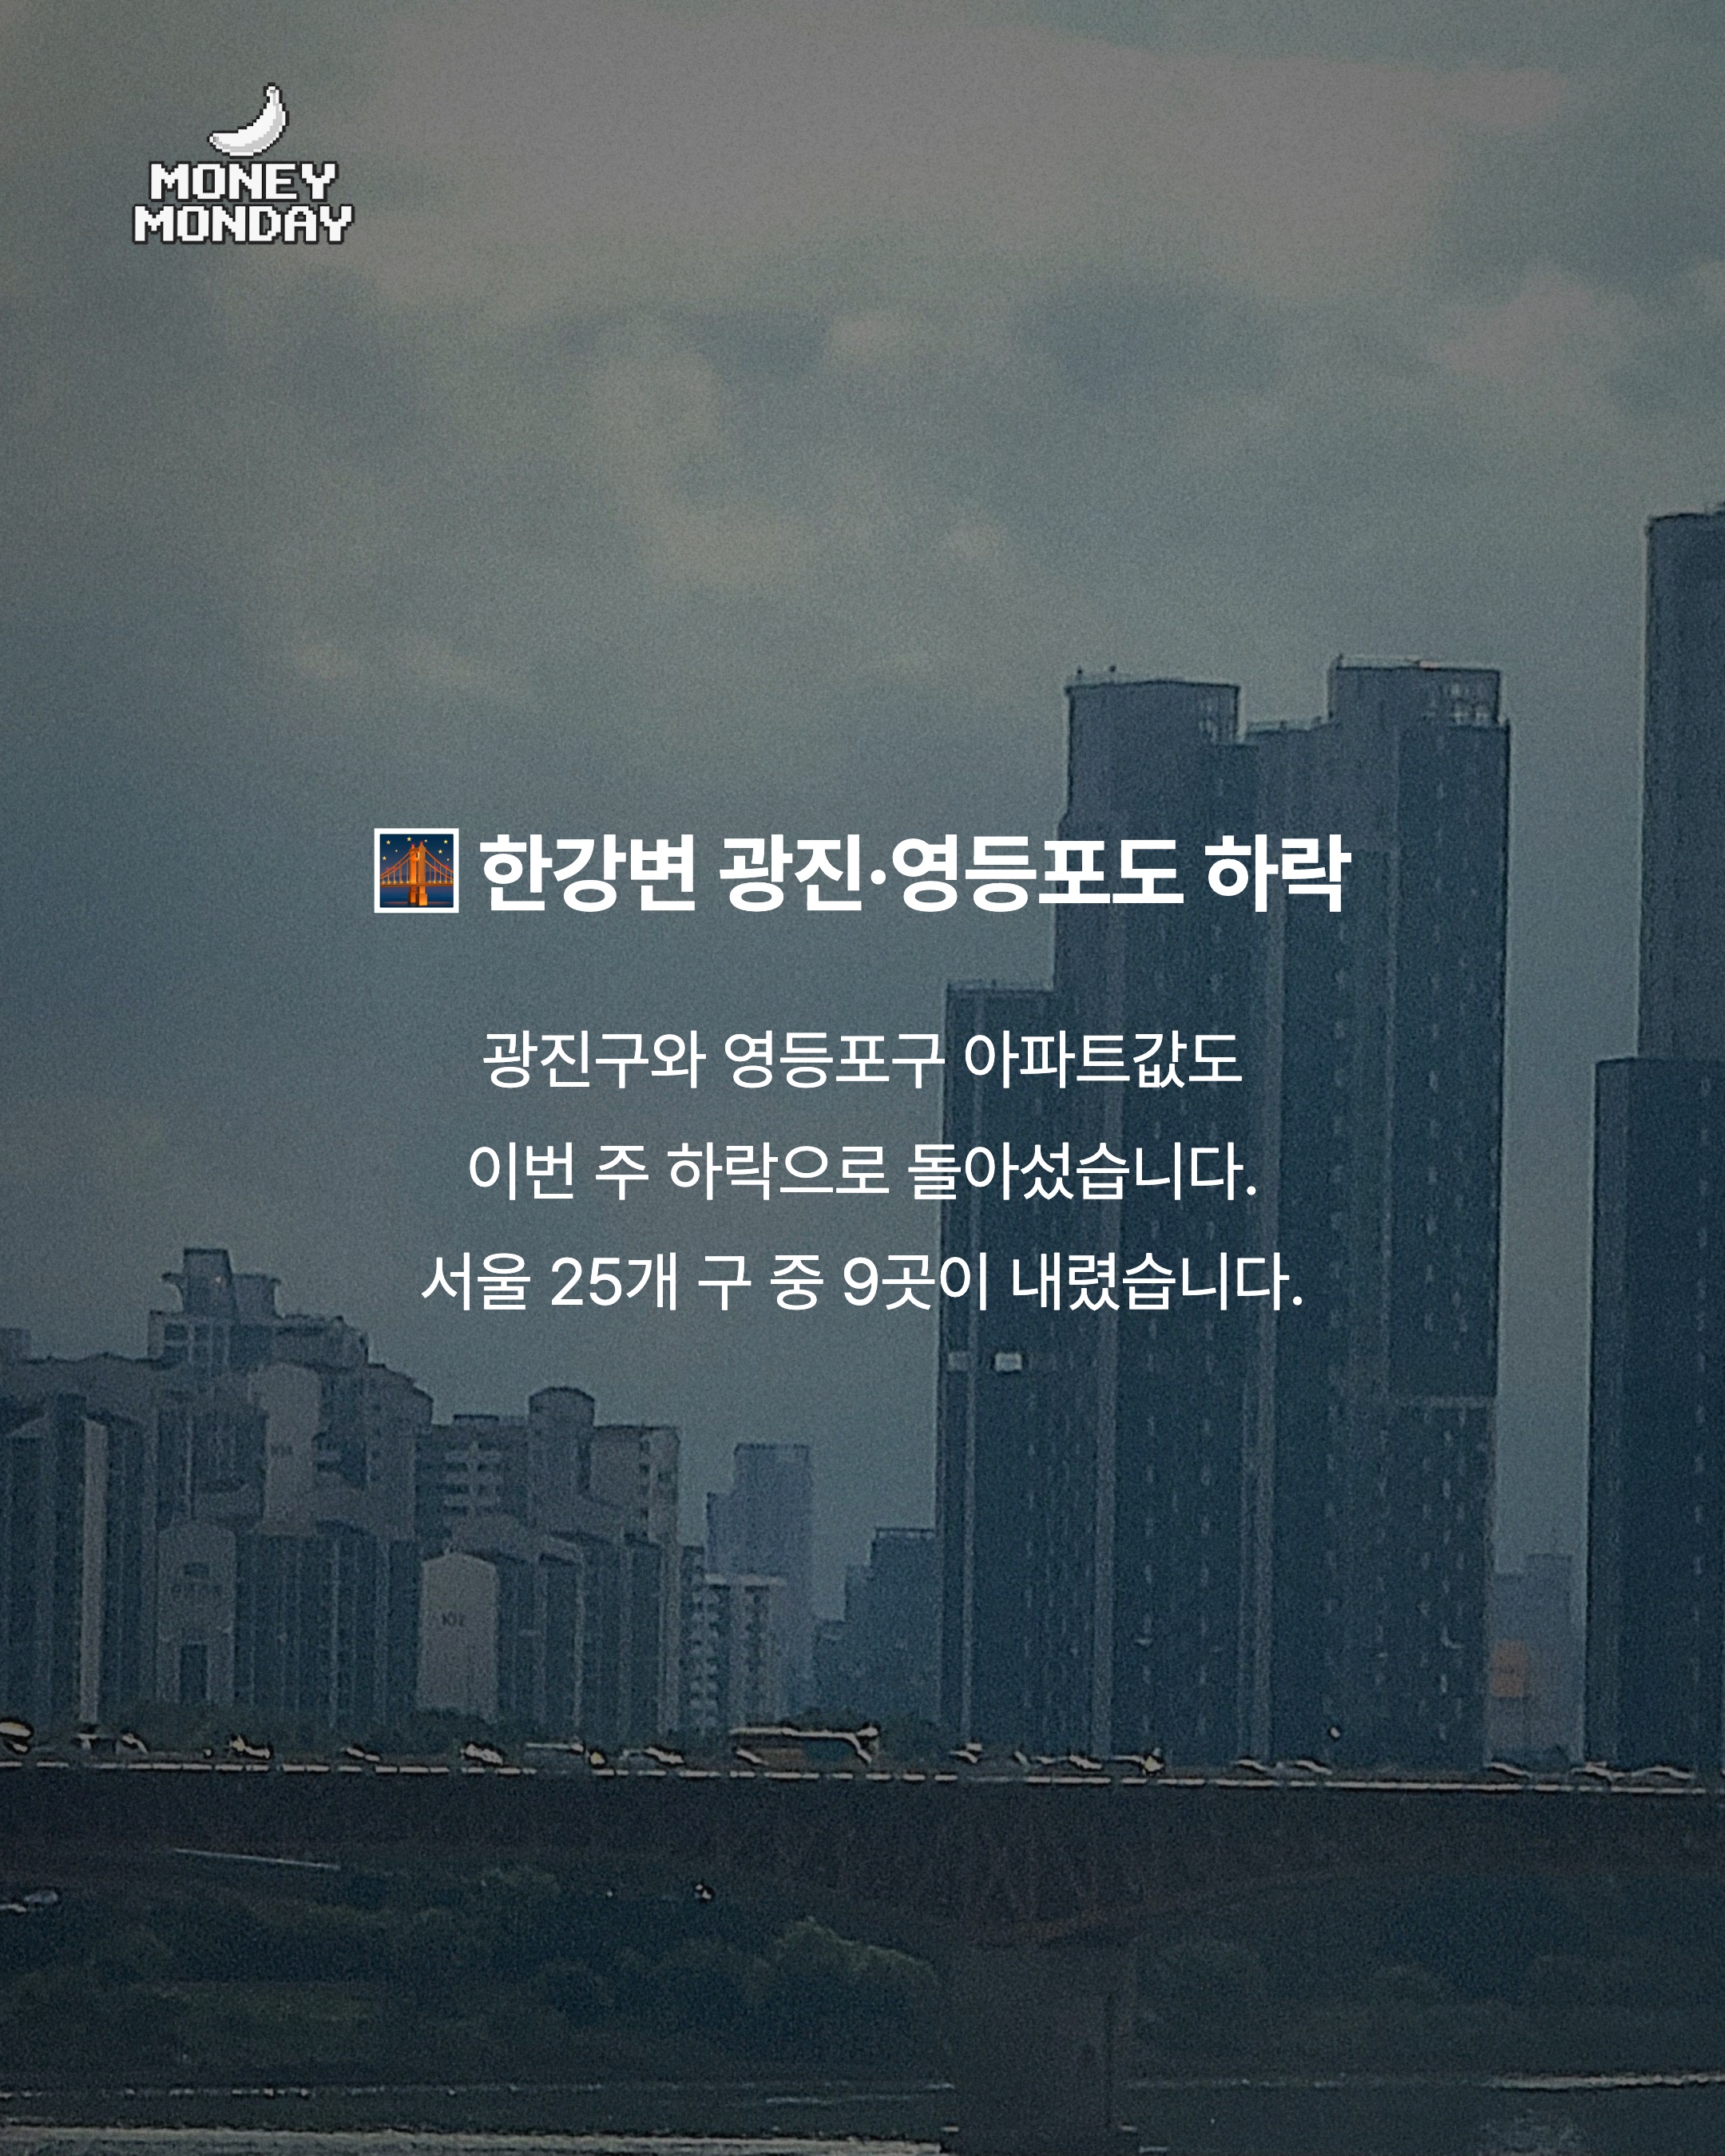 MONEY
MONDAY
한강변 광진·영등포도 하락
광진구와 영등포구 아파트값도
이번 주 하락으로 돌아섰습니다.
서울 25개 구 중 9곳이 내렸습니다.